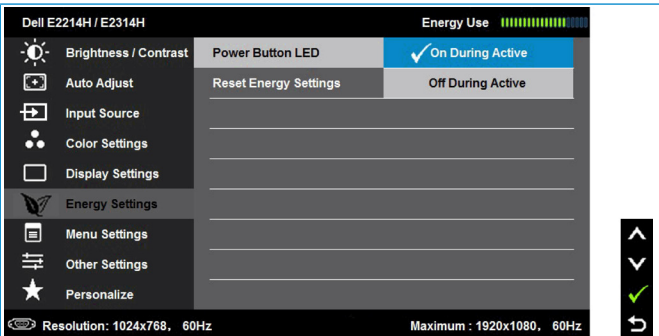 Dell E2214H / E2314H Energy Use
Brightness / Contrast Power Button LED On During Active
Auto Adjust Reset Energy Settings Off During Active
Input Source
Color Settings
Display Settings
Energy Settings
Menu Settings
Other Settings
Personalize
Resolution: 1024x768, 60Hz Maximum : 1920x1080, 60Hz